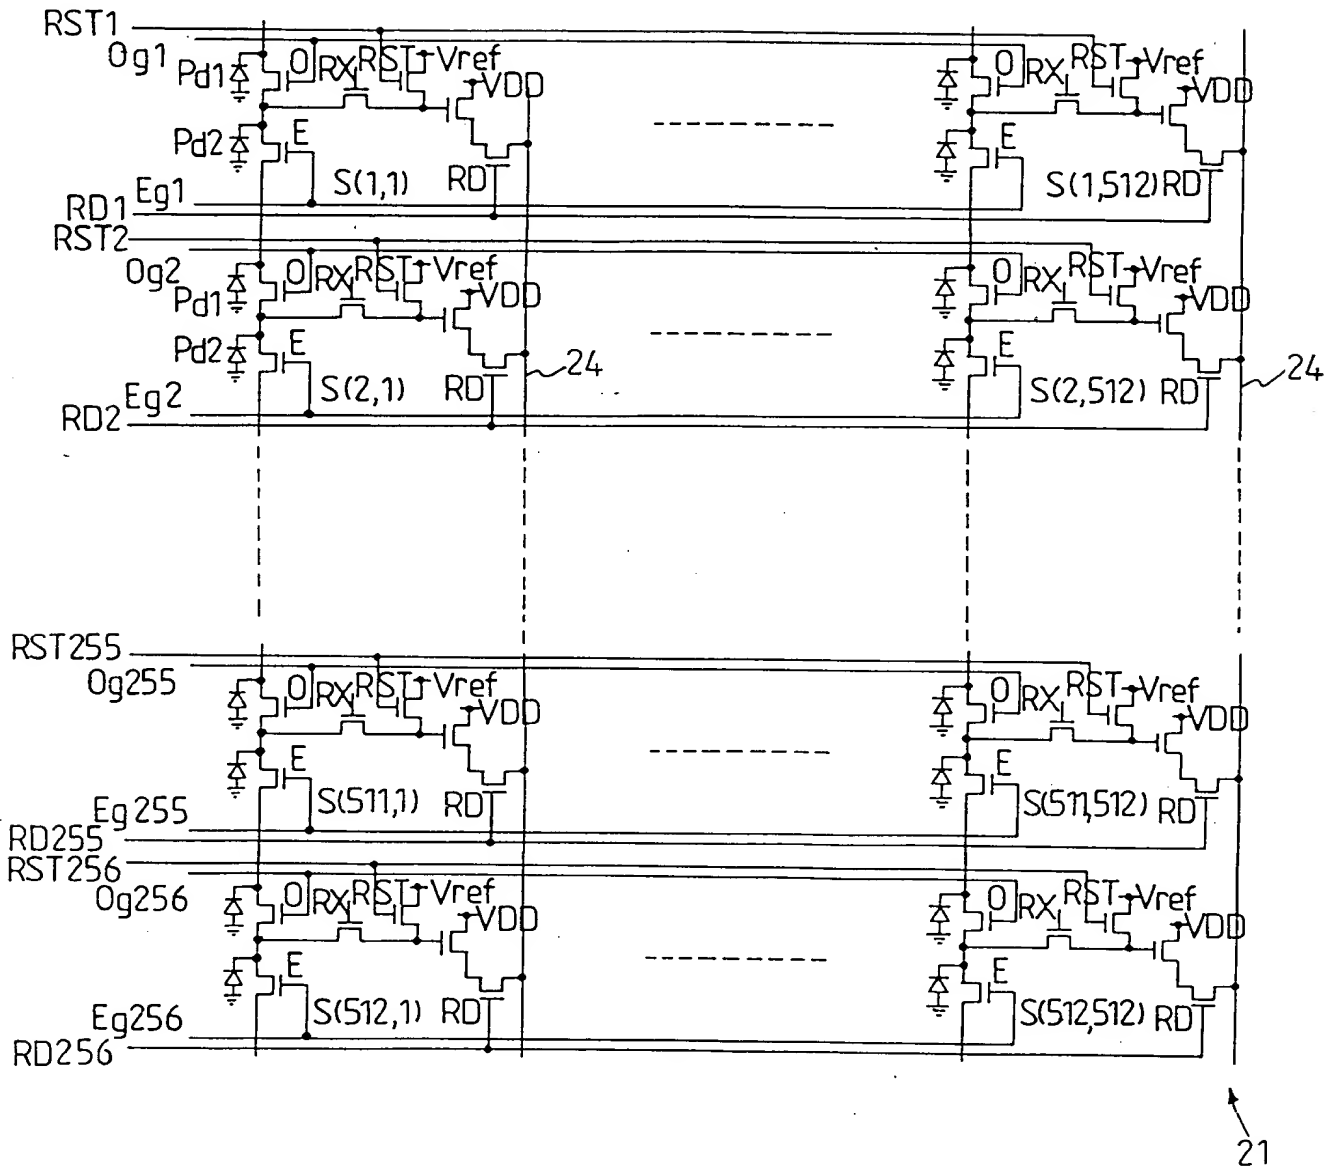 RST1
Og1 Pd1 O RX RST Vref VDD O RX RST Vref VDD
Pd2 E E
Eg1 S(1,1) RD S(1,512) RD
RD1
RST2
Og2 O RX RST Vref O RX RST Vref
Pd1 VDD VDD
Pd2 E E
24 24
Eg2 S(2,1) RD S(2,512) RD
RD2
RST255
Og255 O RX RST Vref O RX RST Vref
VDD VDD
E E
Eg255 S(511,1) RD S(511,512) RD
RD255
RST256
Og256 O RX RST Vref O RX RST Vref
VDD VDD
E E
Eg256 S(512,1) RD S(512,512) RD
RD256
21